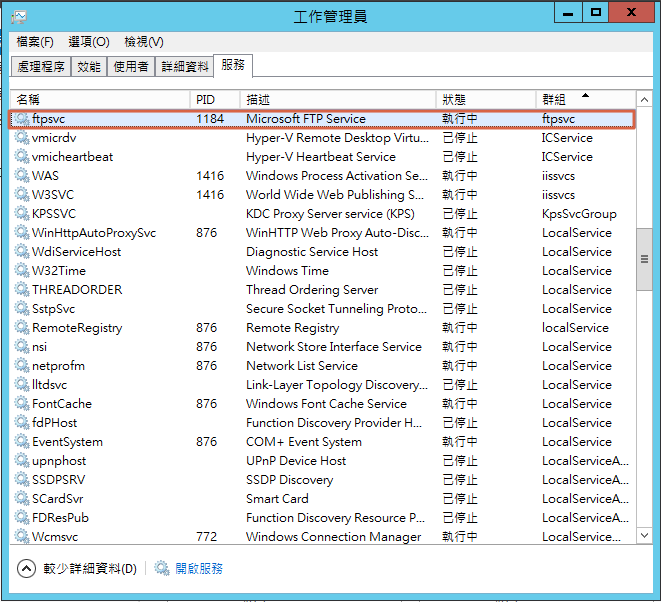 工作管理員
檔案(F) 選項(O) 檢視(V)
處理程序 效能 使用者 詳細資料 服務
名稱 PID 描述 狀態 群組
ftpsvc 1184 Microsoft FTP Service 執行中 ftpsvc
vmicrdv Hyper-V Remote Desktop Virtu... 已停止 ICService
vmicheartbeat Hyper-V Heartbeat Service 已停止 ICService
WAS 1416 Windows Process Activation Se... 執行中 iissvcs
W3SVC 1416 World Wide Web Publishing S... 執行中 iissvcs
KPSSVC KDC Proxy Server service (KPS) 已停止 KpsSvcGroup
WinHttpAutoProxySvc 876 WinHTTP Web Proxy Auto-Disc... 執行中 LocalService
WdiServiceHost Diagnostic Service Host 已停止 LocalService
W32Time Windows Time 已停止 LocalService
THREADORDER Thread Ordering Server 已停止 LocalService
SstpSvc Secure Socket Tunneling Proto... 已停止 LocalService
RemoteRegistry 876 Remote Registry 執行中 localService
nsi 876 Network Store Interface Service 執行中 LocalService
netprofm 876 Network List Service 執行中 LocalService
lltdsvc Link-Layer Topology Discovery... 已停止 LocalService
FontCache 876 Windows Font Cache Service 執行中 LocalService
fdPHost Function Discovery Provider H... 已停止 LocalService
EventSystem 876 COM+ Event System 執行中 LocalService
upnphost UPnP Device Host 已停止 LocalServiceA...
SSDPSRV SSDP Discovery 已停止 LocalServiceA...
SCardSvr Smart Card 已停止 LocalServiceA...
FDResPub Function Discovery Resource P... 已停止 LocalServiceA...
Wcmsvc 772 Windows Connection Manager 執行中 LocalService...
較少詳細資料(D) 開啟服務